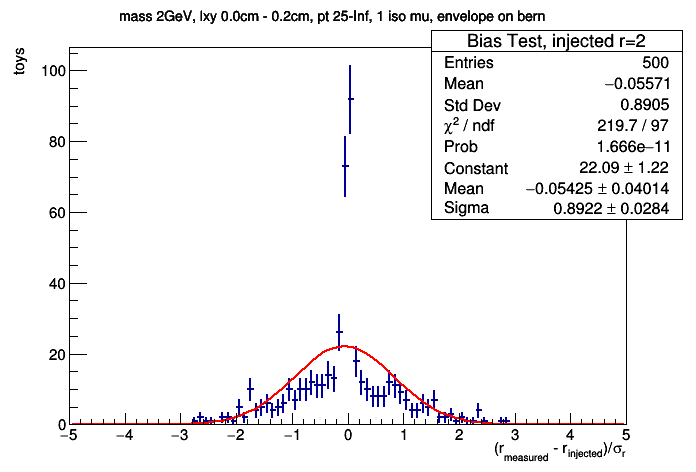 mass 2GeV, lxy 0.0cm - 0.2cm, pt 25-Inf, 1 iso mu, envelope on bern
Bias Test, injected r=2
Entries 500
Mean −0.05571
Std Dev 0.8905
χ² / ndf 219.7 / 97
Prob 1.666e−11
Constant 22.09 ± 1.22
Mean −0.05425 ± 0.04014
Sigma 0.8922 ± 0.0284
toys
100
80
60
40
20
0
−5 −4 −3 −2 −1 0 1 2 3 4 5
(r_measured - r_injected)/σ_r